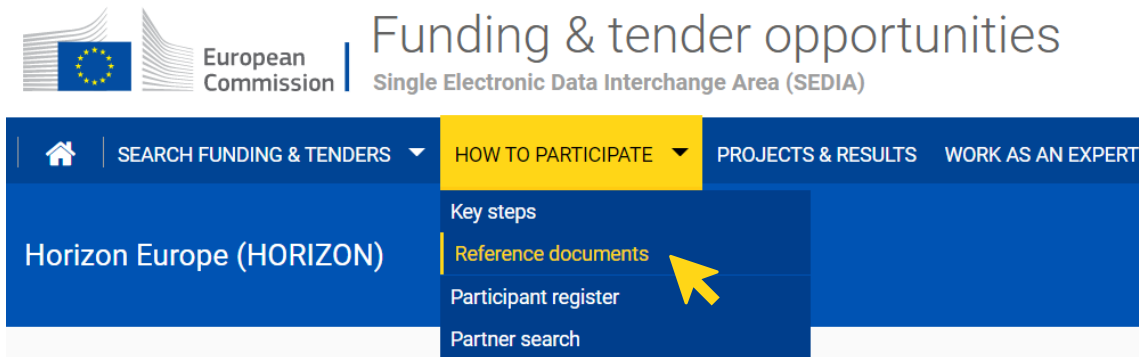 European
Commission
Funding & tender opportunities
Single Electronic Data Interchange Area (SEDIA)
SEARCH FUNDING & TENDERS HOW TO PARTICIPATE PROJECTS & RESULTS WORK AS AN EXPERT
Horizon Europe (HORIZON)
Key steps
Reference documents
Participant register
Partner search